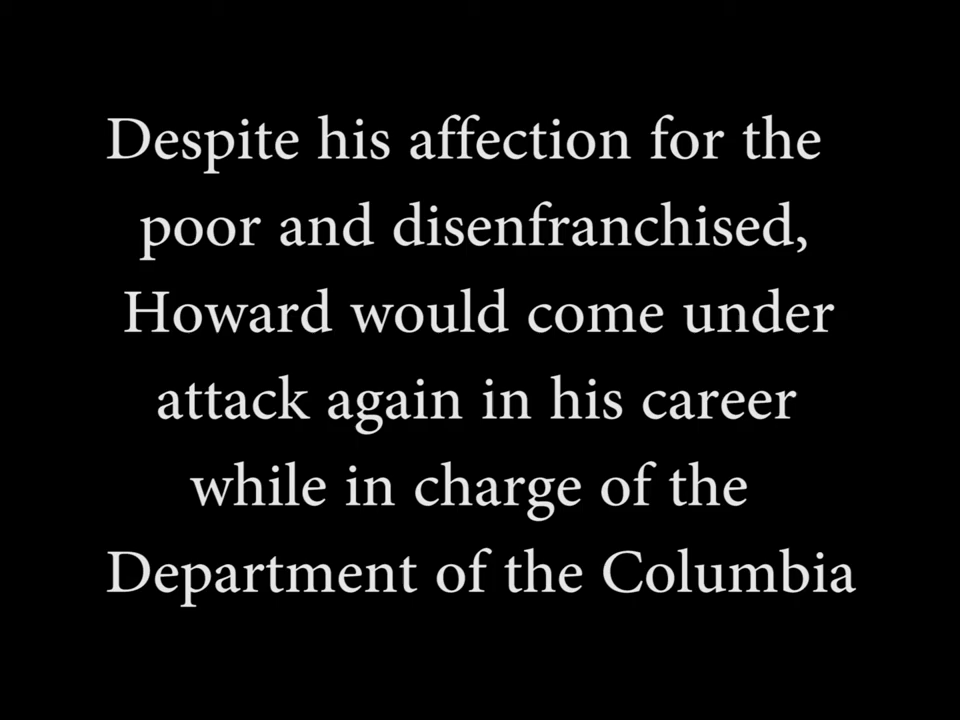 Despite his affection for the
poor and disenfranchised,
Howard would come under
attack again in his career
while in charge of the
Department of the Columbia